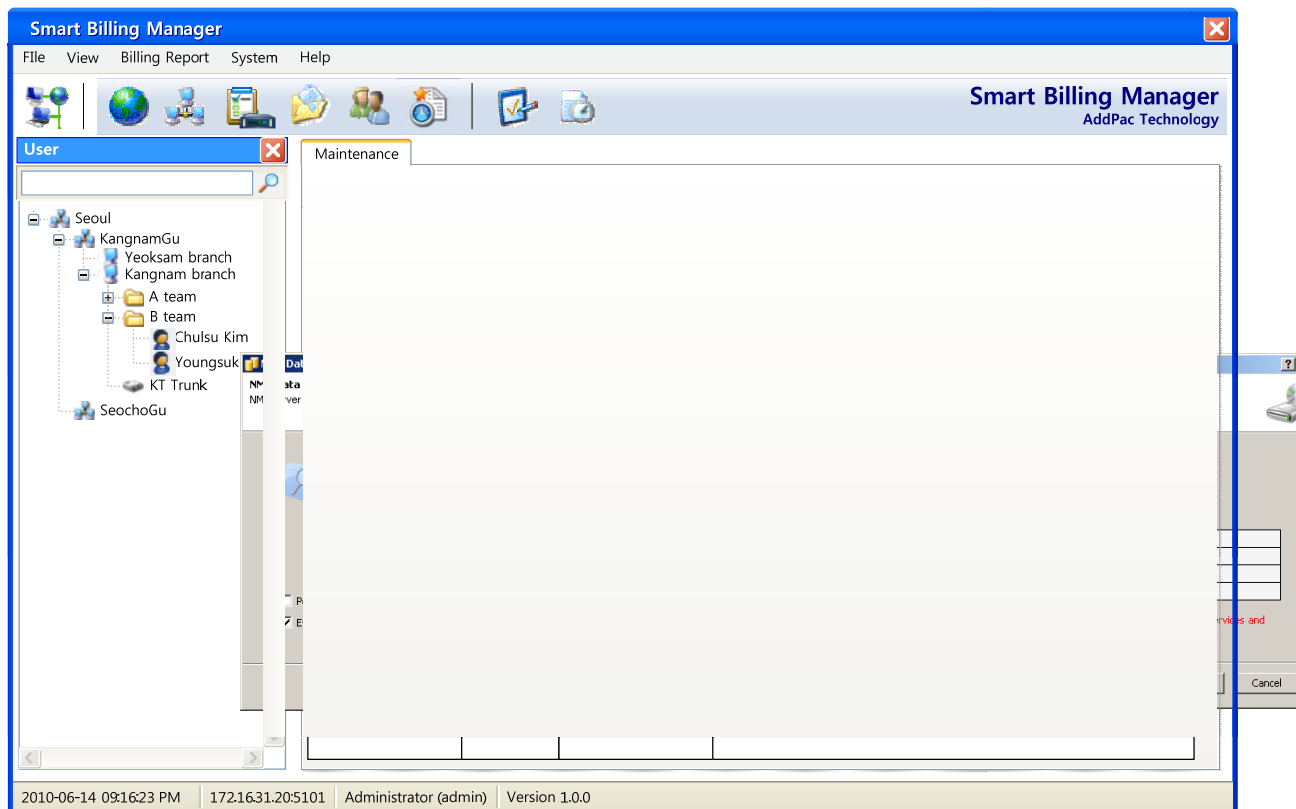 Smart Billing Manager
FIle View Billing Report System Help
Smart Billing Manager
AddPac Technology
User
Maintenance
Seoul
KangnamGu
Yeoksam branch
Kangnam branch
A team
B team
Chulsu Kim
Youngsuk
KT Trunk
SeochoGu
Cancel
and
2010-06-14 09:16:23 PM 172.16.31.20:5101 Administrator (admin) Version 1.0.0